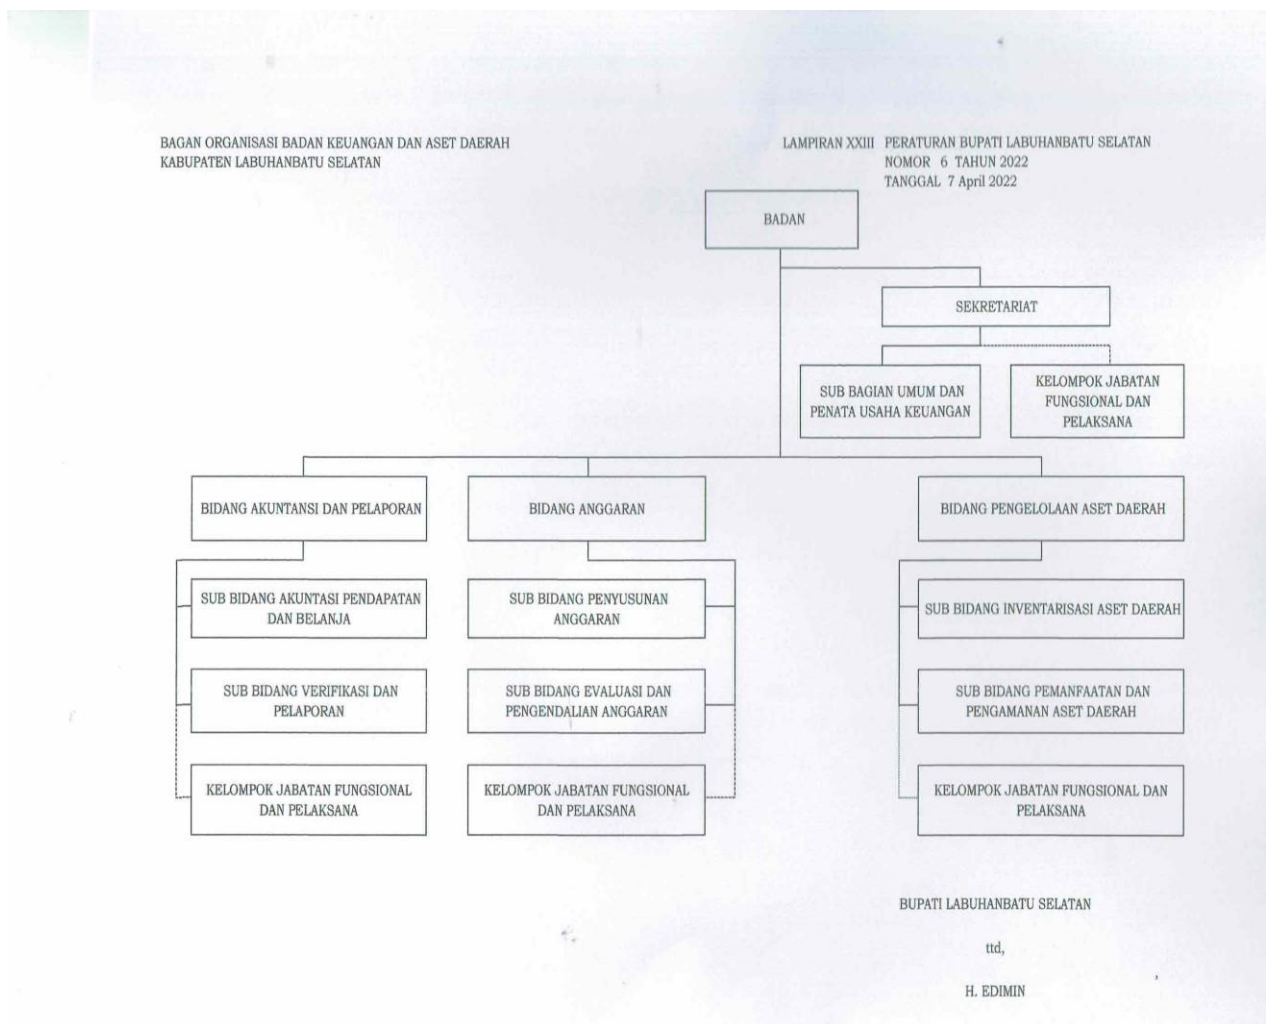 BAGAN ORGANISASI BADAN KEUANGAN DAN ASET DAERAH
KABUPATEN LABUHANBATU SELATAN
LAMPIRAN XXIII PERATURAN BUPATI LABUHANBATU SELATAN
NOMOR 6 TAHUN 2022
TANGGAL 7 April 2022
BADAN
SEKRETARIAT
SUB BAGIAN UMUM DAN
PENATA USAHA KEUANGAN
KELOMPOK JABATAN
FUNGSIONAL DAN
PELAKSANA
BIDANG AKUNTANSI DAN PELAPORAN
BIDANG ANGGARAN
BIDANG PENGELOLAAN ASET DAERAH
SUB BIDANG AKUNTASI PENDAPATAN
DAN BELANJA
SUB BIDANG PENYUSUNAN
ANGGARAN
SUB BIDANG INVENTARISASI ASET DAERAH
SUB BIDANG VERIFIKASI DAN
PELAPORAN
SUB BIDANG EVALUASI DAN
PENGENDALIAN ANGGARAN
SUB BIDANG PEMANFAATAN DAN
PENGAMANAN ASET DAERAH
KELOMPOK JABATAN FUNGSIONAL
DAN PELAKSANA
KELOMPOK JABATAN FUNGSIONAL
DAN PELAKSANA
KELOMPOK JABATAN FUNGSIONAL DAN
PELAKSANA
BUPATI LABUHANBATU SELATAN
ttd,
H. EDIMIN